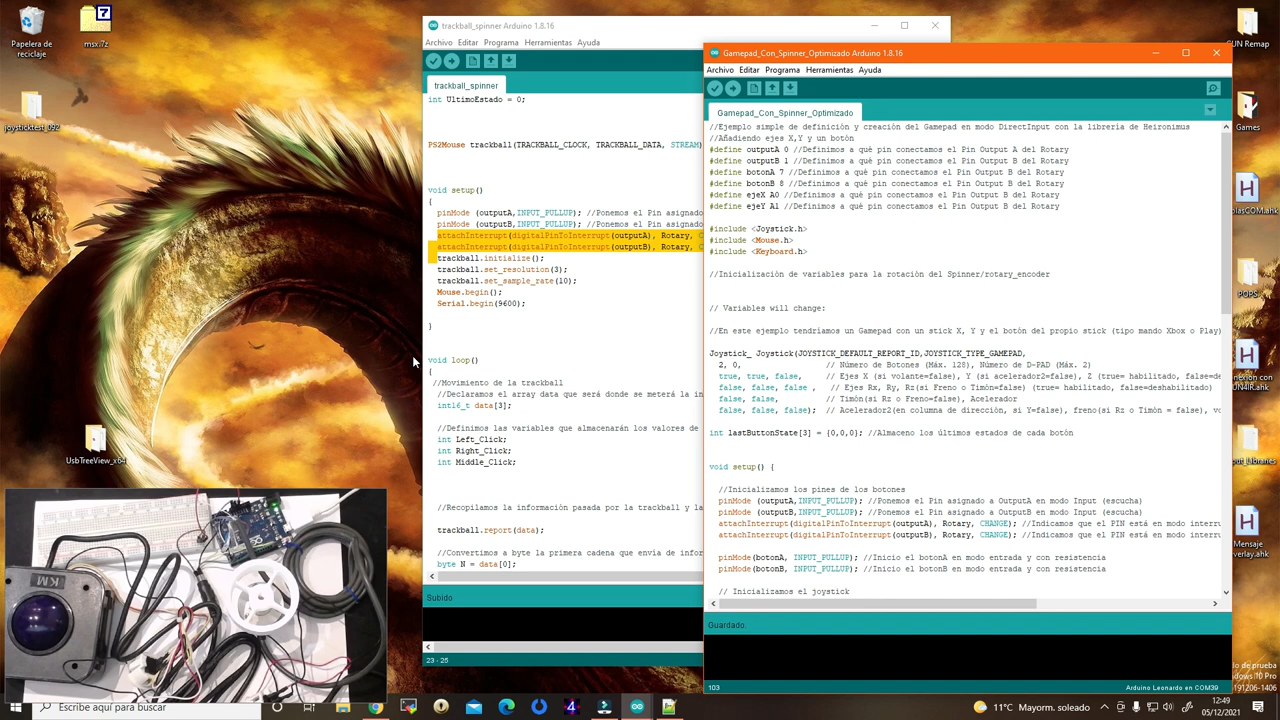 Papelera de
reciclaje
msx.7z
joysticktest_092
UsbTreeView_x64
trackball_spinner Arduino 1.8.16
Archivo Editar Programa Herramientas Ayuda
trackball_spinner
int UltimoEstado = 0;
PS2Mouse trackball(TRACKBALL_CLOCK, TRACKBALL_DATA, STREAM)
void setup()
{
pinMode (outputA,INPUT_PULLUP); //Ponemos el Pin asignado
pinMode (outputB,INPUT_PULLUP); //Ponemos el Pin asignado
attachInterrupt(digitalPinToInterrupt(outputA), Rotary,
attachInterrupt(digitalPinToInterrupt(outputB), Rotary,
trackball.initialize();
trackball.set_resolution(3);
trackball.set_sample_rate(10);
Mouse.begin();
Serial.begin(9600);
}
void loop()
{
//Movimiento de la trackball
//Declaramos el array data que será donde se meterá la in
int16_t data[3];
//Definimos las variables que almacenarán los valores de
int Left_Click;
int Right_Click;
int Middle_Click;
//Recopilamos la información pasada por la trackball y la
trackball.report(data);
//Convertimos a byte la primera cadena que envía de infor
byte N = data[0];
Subido
23 - 25
Gamepad_Con_Spinner_Optimizado Arduino 1.8.16
Archivo Editar Programa Herramientas Ayuda
Gamepad_Con_Spinner_Optimizado
//Ejemplo simple de definición y creación del Gamepad en modo DirectInput con la librería de Heironimus
//Añadiendo ejes X,Y y un botón
#define outputA 0 //Definimos a qué pin conectamos el Pin Output A del Rotary
#define outputB 1 //Definimos a qué pin conectamos el Pin Output B del Rotary
#define botonA 7 //Definimos a qué pin conectamos el Pin Output B del Rotary
#define botonB 8 //Definimos a qué pin conectamos el Pin Output B del Rotary
#define ejeX A0 //Definimos a qué pin conectamos el Pin Output B del Rotary
#define ejeY A1 //Definimos a qué pin conectamos el Pin Output B del Rotary
#include <Joystick.h>
#include <Mouse.h>
#include <Keyboard.h>
//Inicialización de variables para la rotación del Spinner/rotary_encoder
// Variables will change:
//En este ejemplo tendríamos un Gamepad con un stick X, Y y el botón del propio stick (tipo mando Xbox o Play)
Joystick_ Joystick(JOYSTICK_DEFAULT_REPORT_ID,JOYSTICK_TYPE_GAMEPAD,
2, 0, // Número de Botones (Máx. 128), Número de D-PAD (Máx. 2)
true, true, false, // Ejes X (si volante=false), Y (si acelerador2=false), Z (true= habilitado, false=de
false, false, false , // Ejes Rx, Ry, Rz(si Freno o Timón=false) (true= habilitado, false=deshabilitado)
false, false, // Timón(si Rz o Freno=false), Acelerador
false, false, false); // Acelerador2(en columna de dirección, si Y=false), freno(si Rz o Timón = false), vo
int lastButtonState[3] = {0,0,0}; //Almaceno los últimos estados de cada botón
void setup() {
//Inicializamos los pines de los botones
pinMode (outputA,INPUT_PULLUP); //Ponemos el Pin asignado a OutputA en modo Input (escucha)
pinMode (outputB,INPUT_PULLUP); //Ponemos el Pin asignado a OutputB en modo Input (escucha)
attachInterrupt(digitalPinToInterrupt(outputA), Rotary, CHANGE); //Indicamos que el PIN está en modo interru
attachInterrupt(digitalPinToInterrupt(outputB), Rotary, CHANGE); //Indicamos que el PIN está en modo interru
pinMode(botonA, INPUT_PULLUP); //Inicio el botonA en modo entrada y con resistencia
pinMode(botonB, INPUT_PULLUP); //Inicio el botonB en modo entrada y con resistencia
// Inicializamos el joystick
Guardado.
103
Arduino Leonardo en COM39
GUN Remap
Games
plasCOM.ahk
POPS
UN4IR.ahk
put_Libraries
Mensaje
verlay.ahk
KM
Escribe aquí para buscar
11°C Mayorm. soleado
12:49
05/12/2021